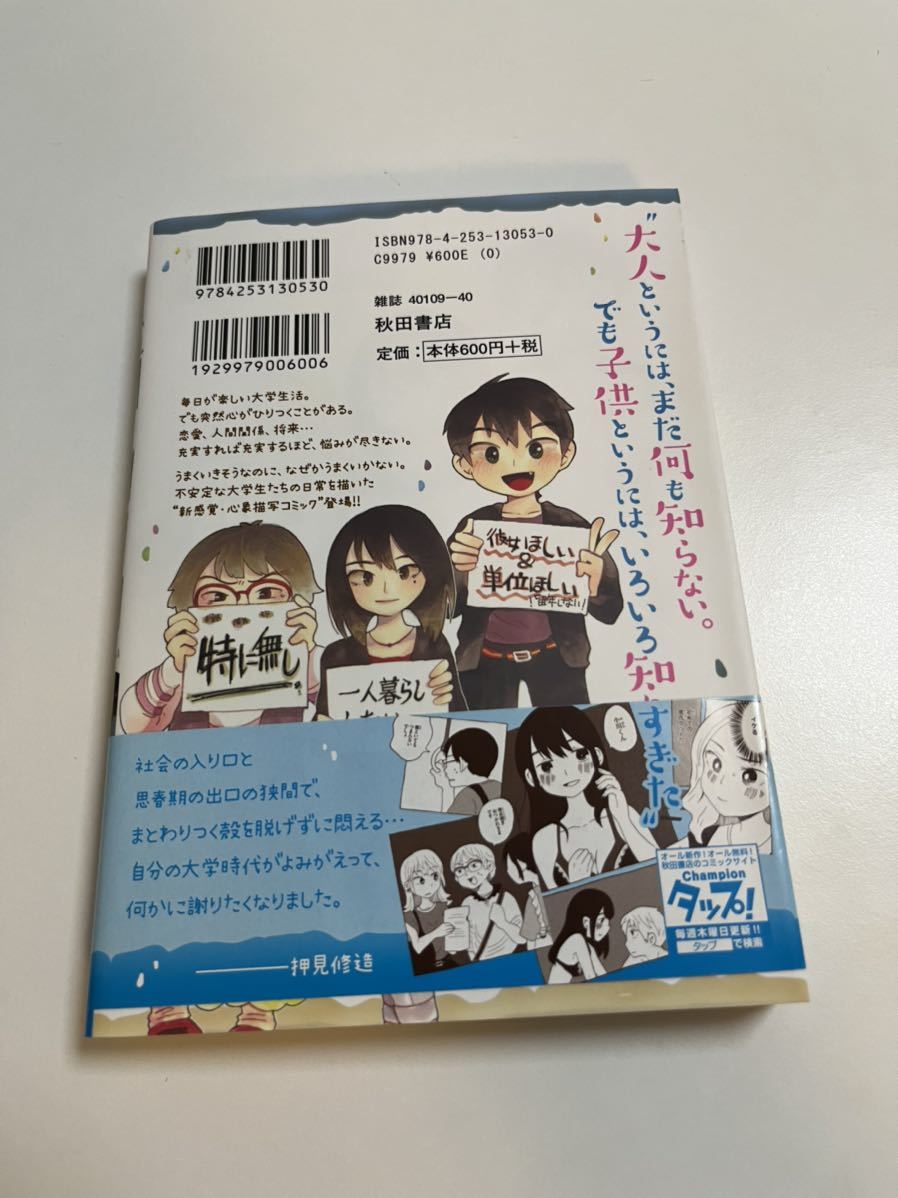 ISBN978-4-253-13053-0
C9979 ¥600E (0)
9784253130530
雑誌 40109-40
秋田書店
定価：本体600円+税
1929979006006
"大人というには、まだ何も知らない。
でも子供というには、いろいろ知
すぎた"
毎日が楽しい大学生活。
でも突然心がひりつくことがある。
恋愛、人間関係、将来…
充実すれば充実するほど、悩みが尽きない。
うまくいきそうなのに、なぜかうまくいかない。
不安定な大学生たちの日常を描いた
"新感覚・心象描写コミック"登場!!
彼女ほしい
&
単位ほしい
特に無し
一人暮らし
社会の入り口と
思春期の出口の狭間で、
まとわりつく殻を脱げずに悶える…
自分の大学時代がよみがえって、
何かに謝りたくなりました。
押見修造
イケる
オール新作！オール無料！
秋田書店のコミックサイト
Champion
タップ！
毎週木曜日更新!!
タップ で検索